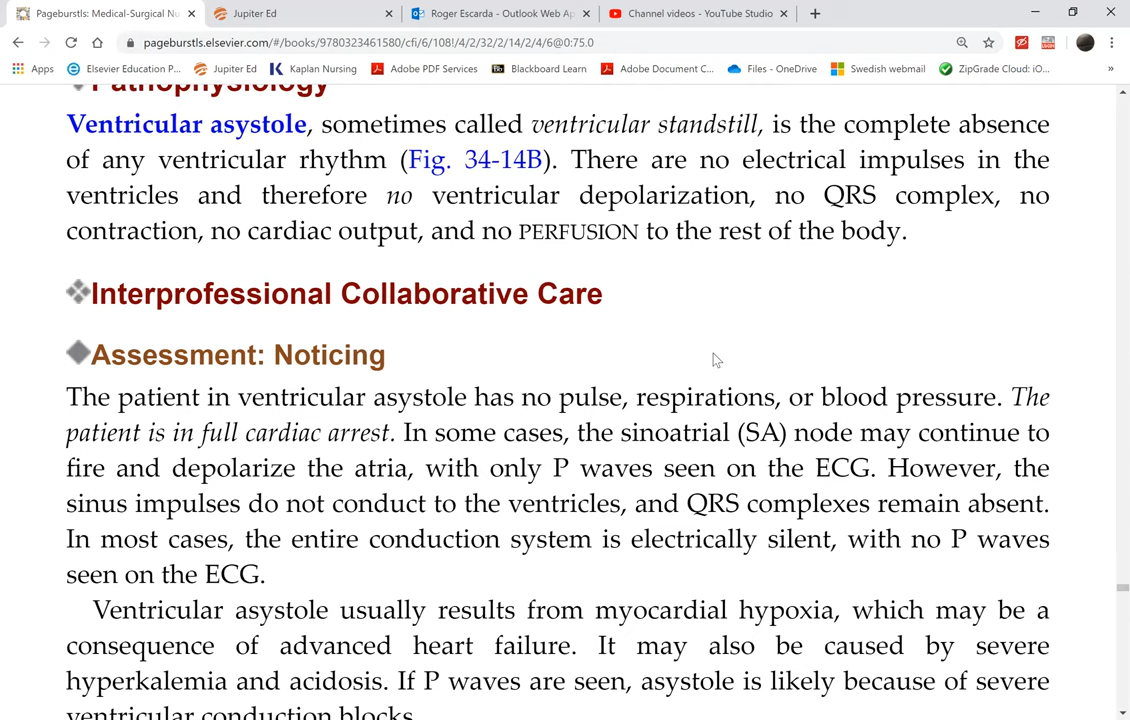 Pageburstls: Medical-Surgical Nu
Jupiter Ed
Roger Escarda - Outlook Web Ap
Channel videos - YouTube Studio
pageburstls.elsevier.com/#/books/9780323461580/cfi/6/108!/4/2/32/2/14/2/4/6@0:75.0
Apps
Elsevier Education P...
Jupiter Ed
Kaplan Nursing
Adobe PDF Services
Blackboard Learn
Adobe Document C...
Files - OneDrive
Swedish webmail
ZipGrade Cloud: iO...
»
Pathophysiology
Ventricular asystole, sometimes called ventricular standstill, is the complete absence
of any ventricular rhythm (Fig. 34-14B). There are no electrical impulses in the
ventricles and therefore no ventricular depolarization, no QRS complex, no
contraction, no cardiac output, and no PERFUSION to the rest of the body.
Interprofessional Collaborative Care
Assessment: Noticing
The patient in ventricular asystole has no pulse, respirations, or blood pressure. The
patient is in full cardiac arrest. In some cases, the sinoatrial (SA) node may continue to
fire and depolarize the atria, with only P waves seen on the ECG. However, the
sinus impulses do not conduct to the ventricles, and QRS complexes remain absent.
In most cases, the entire conduction system is electrically silent, with no P waves
seen on the ECG.
Ventricular asystole usually results from myocardial hypoxia, which may be a
consequence of advanced heart failure. It may also be caused by severe
hyperkalemia and acidosis. If P waves are seen, asystole is likely because of severe
ventricular conduction blocks.